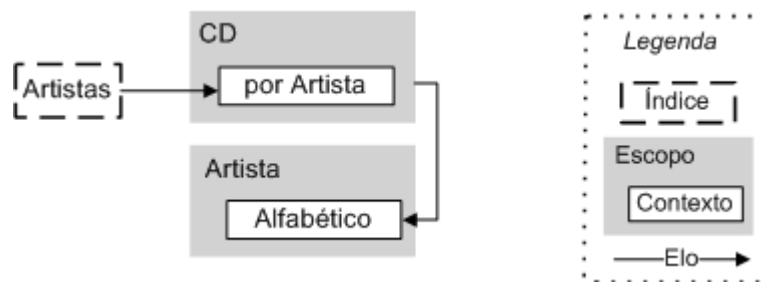 CD
Artistas
por Artista
Artista
Alfabético
Legenda
Índice
Escopo
Contexto
Elo